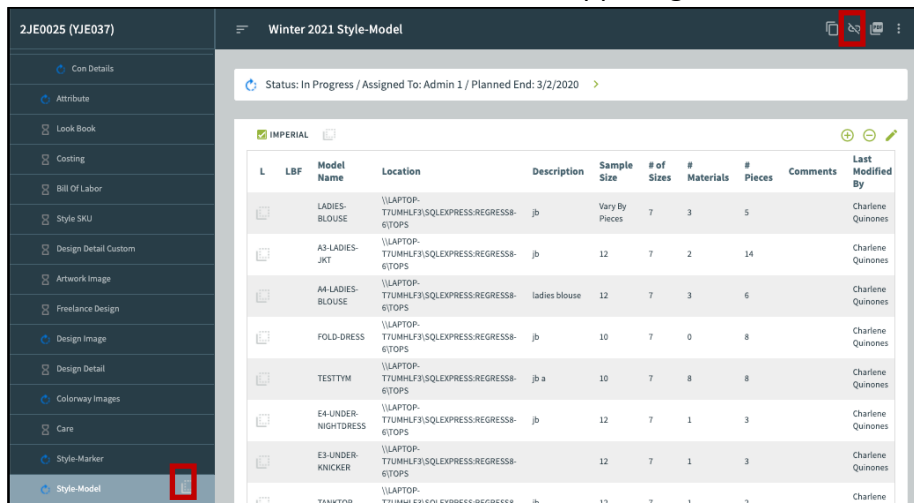 2JE0025 (YJE037)
Winter 2021 Style-Model
Con Details
Attribute
Look Book
Costing
Bill Of Labor
Style SKU
Design Detail Custom
Artwork Image
Freelance Design
Design Image
Design Detail
Colorway Images
Care
Style-Marker
Style-Model
Status: In Progress / Assigned To: Admin 1 / Planned End: 3/2/2020 >
IMPERIAL
L LBF Model Name Location Description Sample Size # of Sizes # Materials # Pieces Comments Last Modified By
LADIES-BLOUSE \\LAPTOP-T7UMHLF3\SQLEXPRESS:REGRESS8-6\TOPS jb Vary By Pieces 7 3 5 Charlene Quinones
A3-LADIES-JKT \\LAPTOP-T7UMHLF3\SQLEXPRESS:REGRESS8-6\TOPS jb 12 7 2 14 Charlene Quinones
A4-LADIES-BLOUSE \\LAPTOP-T7UMHLF3\SQLEXPRESS:REGRESS8-6\TOPS ladies blouse 12 7 3 6 Charlene Quinones
FOLD-DRESS \\LAPTOP-T7UMHLF3\SQLEXPRESS:REGRESS8-6\TOPS jb 10 7 0 8 Charlene Quinones
TESTTYM \\LAPTOP-T7UMHLF3\SQLEXPRESS:REGRESS8-6\TOPS jb a 10 7 8 8 Charlene Quinones
E4-UNDER-NIGHTDRESS \\LAPTOP-T7UMHLF3\SQLEXPRESS:REGRESS8-6\TOPS jb 12 7 1 3 Charlene Quinones
E3-UNDER-KNICKER \\LAPTOP-T7UMHLF3\SQLEXPRESS:REGRESS8-6\TOPS 12 7 1 3 Charlene Quinones
\\LAPTOP- Charlene